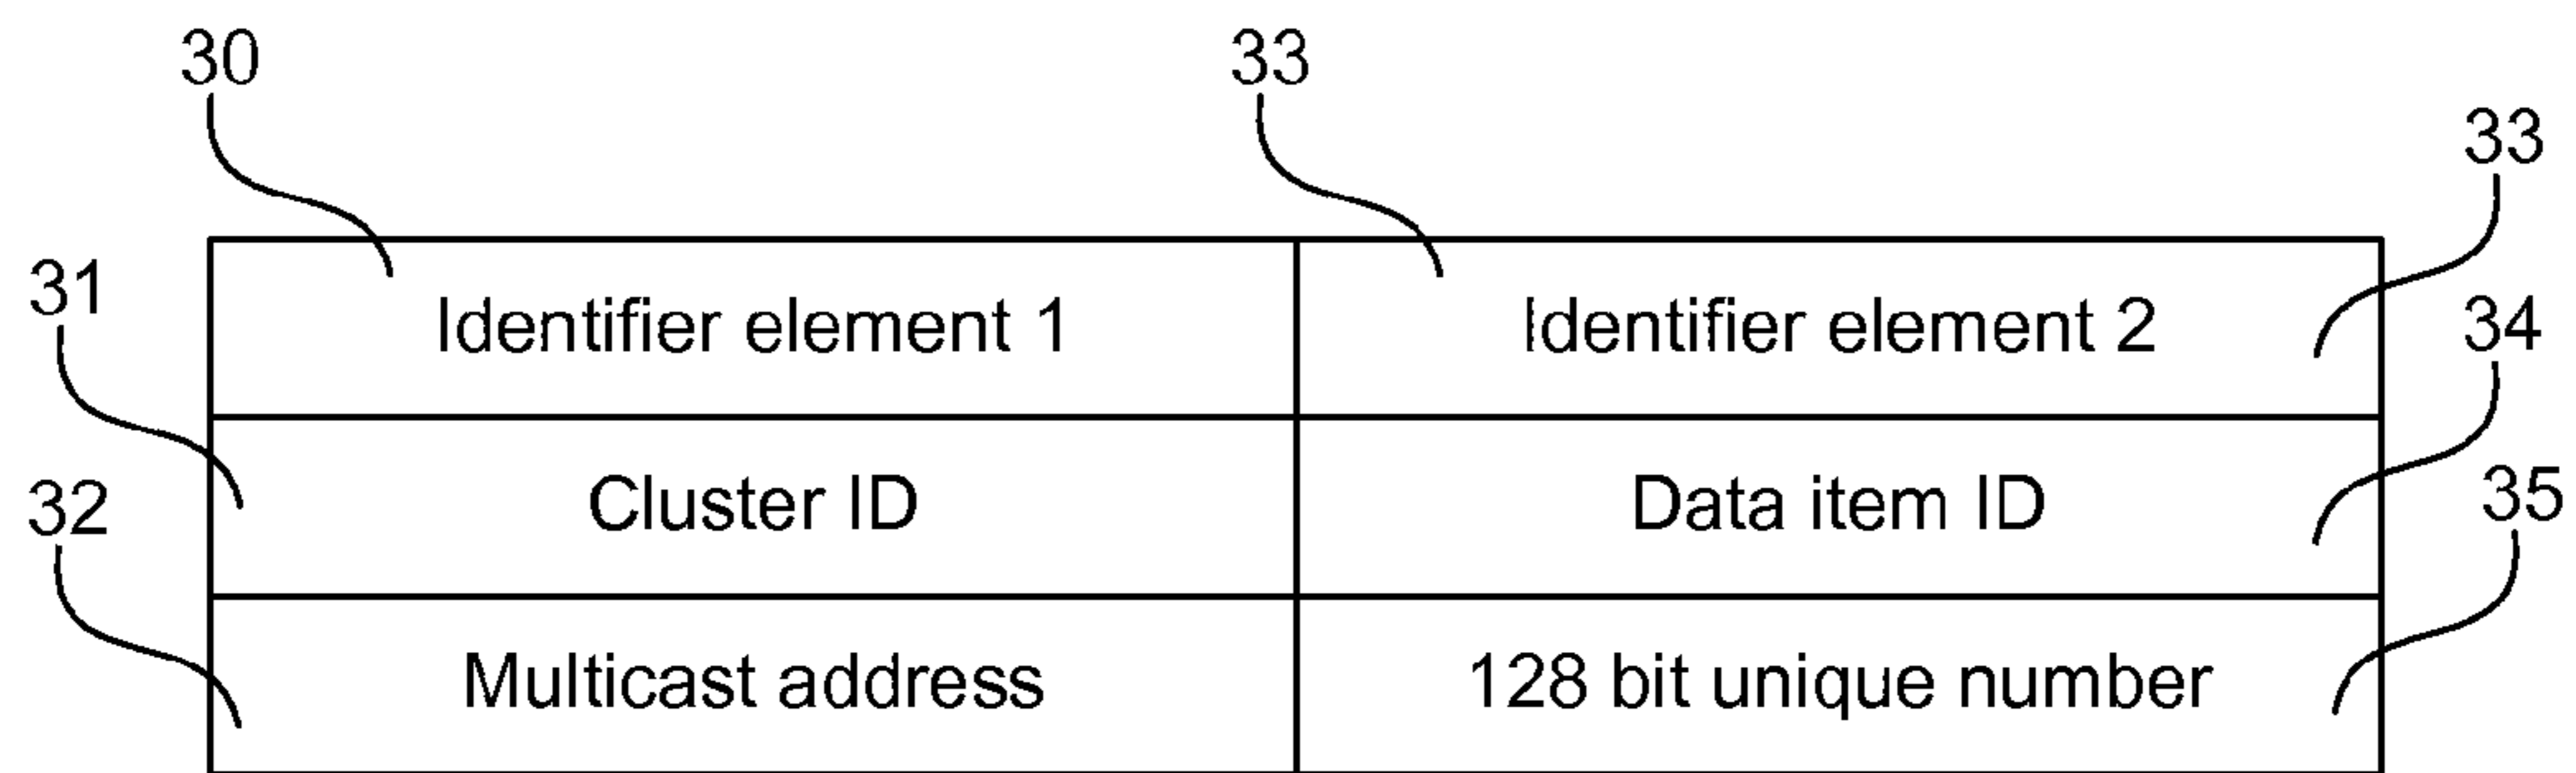 30 33 33
Identifier element 1 Identifier element 2
31 34
Cluster ID Data item ID
32 35
Multicast address 128 bit unique number